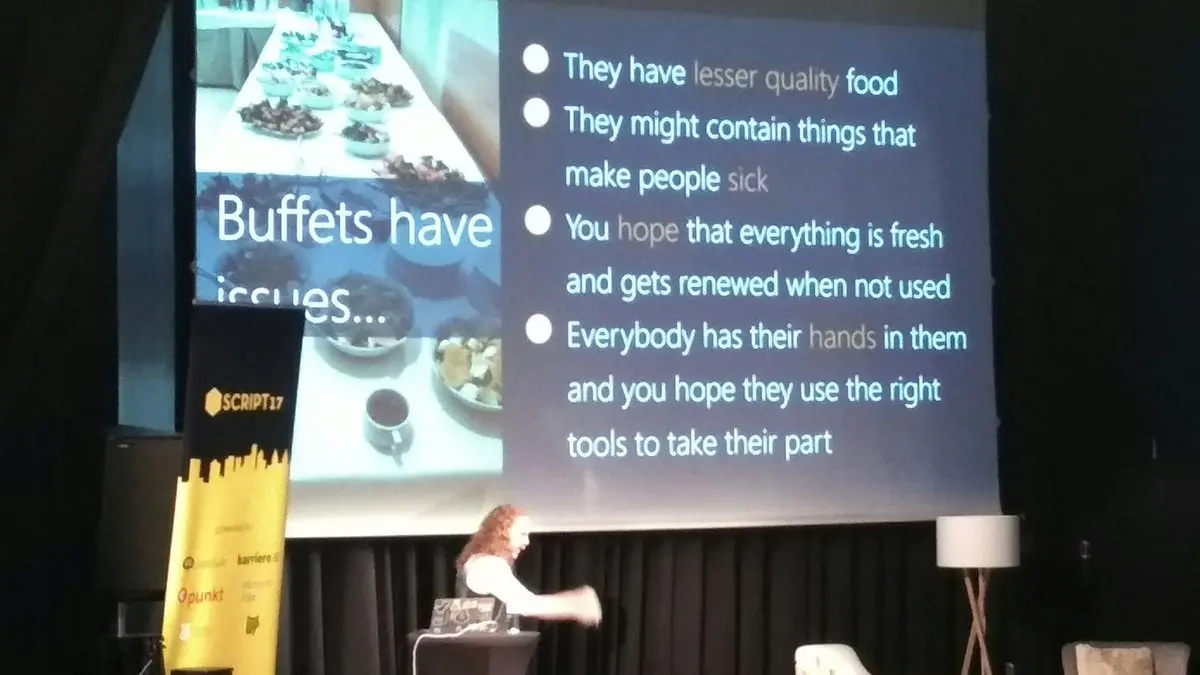 Buffets have
issues...
They have lesser quality food
They might contain things that
make people sick
You hope that everything is fresh
and gets renewed when not used
Everybody has their hands in them
and you hope they use the right
tools to take their part
SCRIPT17
karriere
punkt